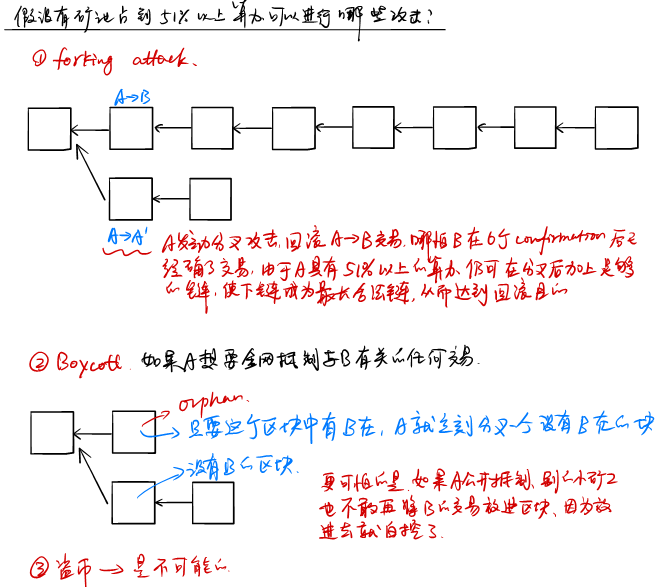 假设有矿池占到51%以上算力可以进行哪些攻击?
① forking attack.
A→B
A→A'
A发动分叉攻击,回滚A→B交易,哪怕B在6个confirmation后已
经确了交易,由于A具有51%以上的算力,仍可在分叉后加上足够
的链,使下链成为最长合法链,从而达到回滚目的
② Boycott 如果A想要全网抵制与B有关的任何交易.
orphan.
只要这个区块中有B在,A就立刻分叉一个没有B在的块
没有B的区块.
更可怕的是,如果A公开抵制,别的小矿工
也不敢再将B的交易放进区块,因为放
进去就白挖了.
③ 盗币 → 是不可能的.